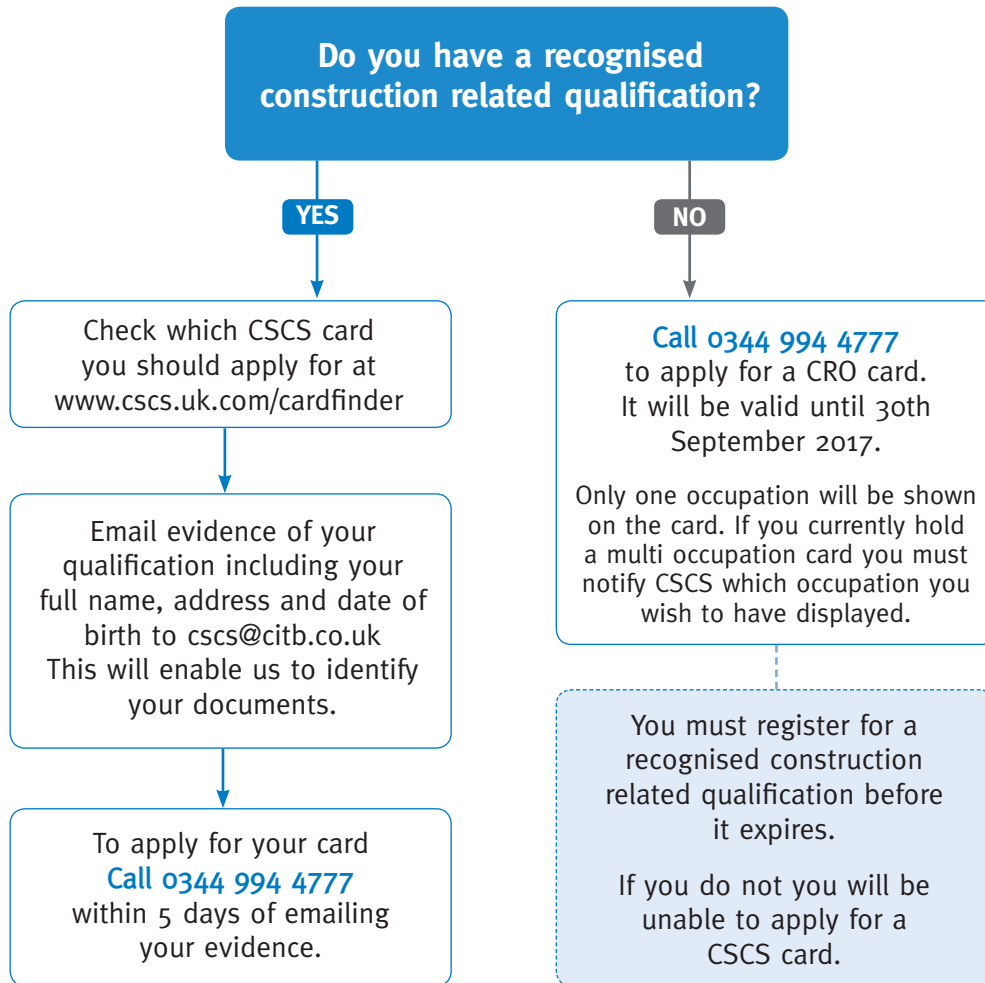 Do you have a recognised
construction related qualification?
YES
NO
Check which CSCS card
you should apply for at
www.cscs.uk.com/cardfinder
Email evidence of your
qualification including your
full name, address and date of
birth to cscs@citb.co.uk
This will enable us to identify
your documents.
To apply for your card
Call 0344 994 4777
within 5 days of emailing
your evidence.
Call 0344 994 4777
to apply for a CRO card.
It will be valid until 30th
September 2017.
Only one occupation will be shown
on the card. If you currently hold
a multi occupation card you must
notify CSCS which occupation you
wish to have displayed.
You must register for a
recognised construction
related qualification before
it expires.
If you do not you will be
unable to apply for a
CSCS card.